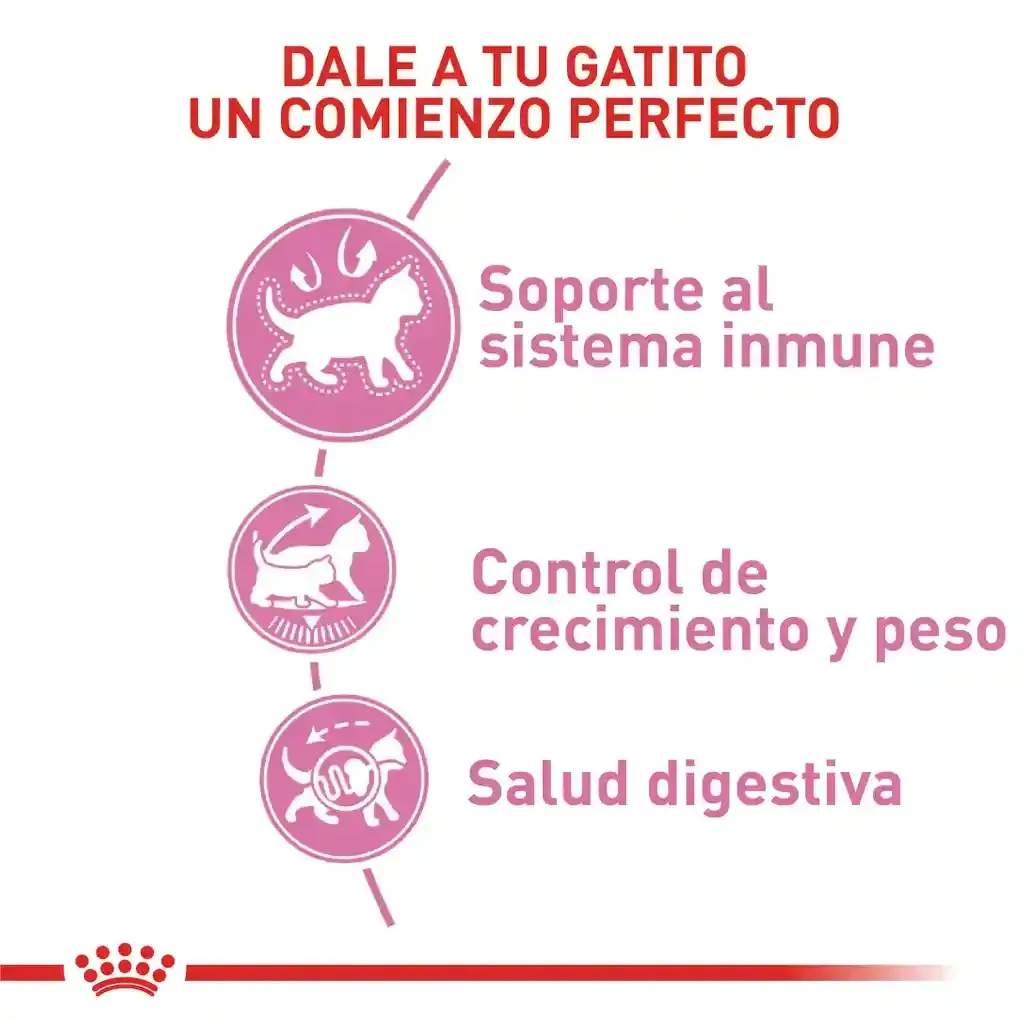 DALE A TU GATITO
UN COMIENZO PERFECTO
Soporte al
sistema inmune
Control de
crecimiento y peso
Salud digestiva